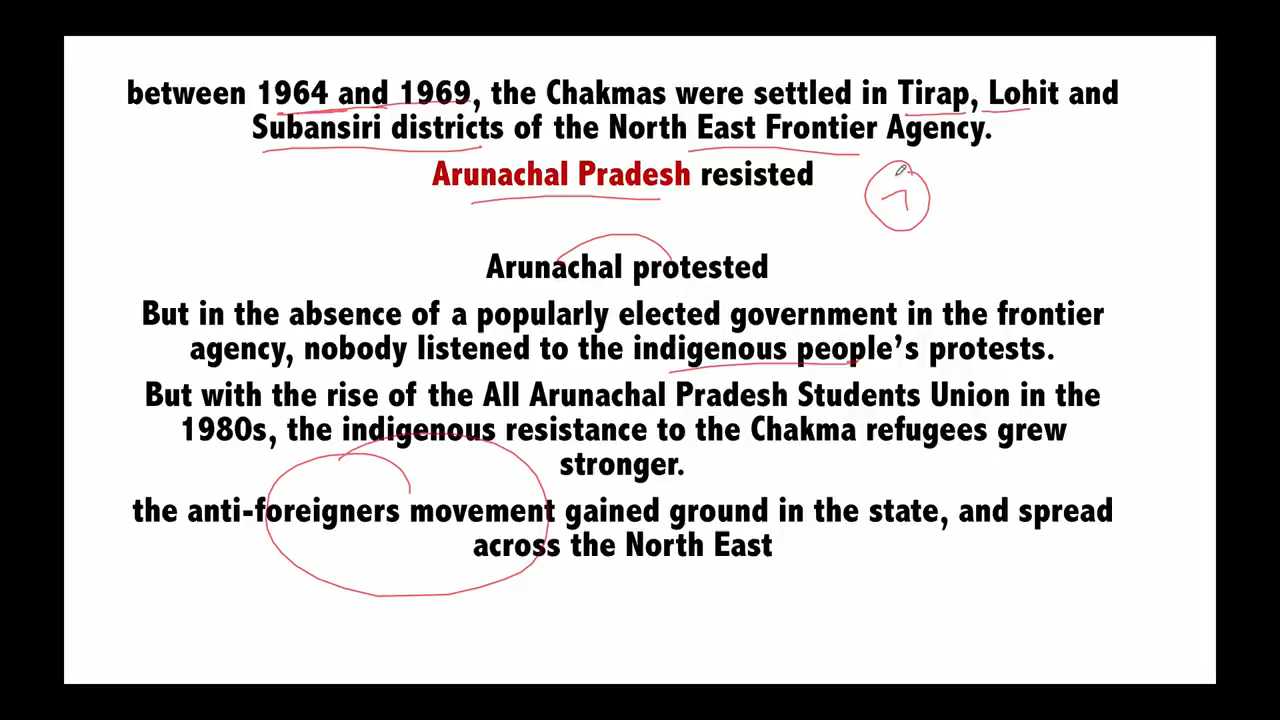 between 1964 and 1969, the Chakmas were settled in Tirap, Lohit and
Subansiri districts of the North East Frontier Agency.
Arunachal Pradesh resisted
Arunachal protested
But in the absence of a popularly elected government in the frontier
agency, nobody listened to the indigenous people’s protests.
But with the rise of the All Arunachal Pradesh Students Union in the
1980s, the indigenous resistance to the Chakma refugees grew
stronger.
the anti-foreigners movement gained ground in the state, and spread
across the North East